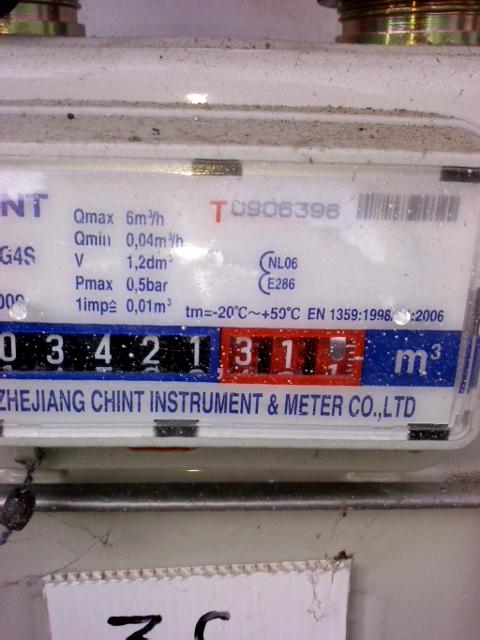 NT
T0906396
Qmax 6m³/h
Qmin 0,04m³/h
G4S
V 1,2dm³
NL06
Pmax 0,5bar
E286
1imp≙ 0,01m³
tm=-20°C~+50°C EN 1359:1998/ :2006
0 3 4 2 1 3 1 m³
ZHEJIANG CHINT INSTRUMENT & METER CO.,LTD